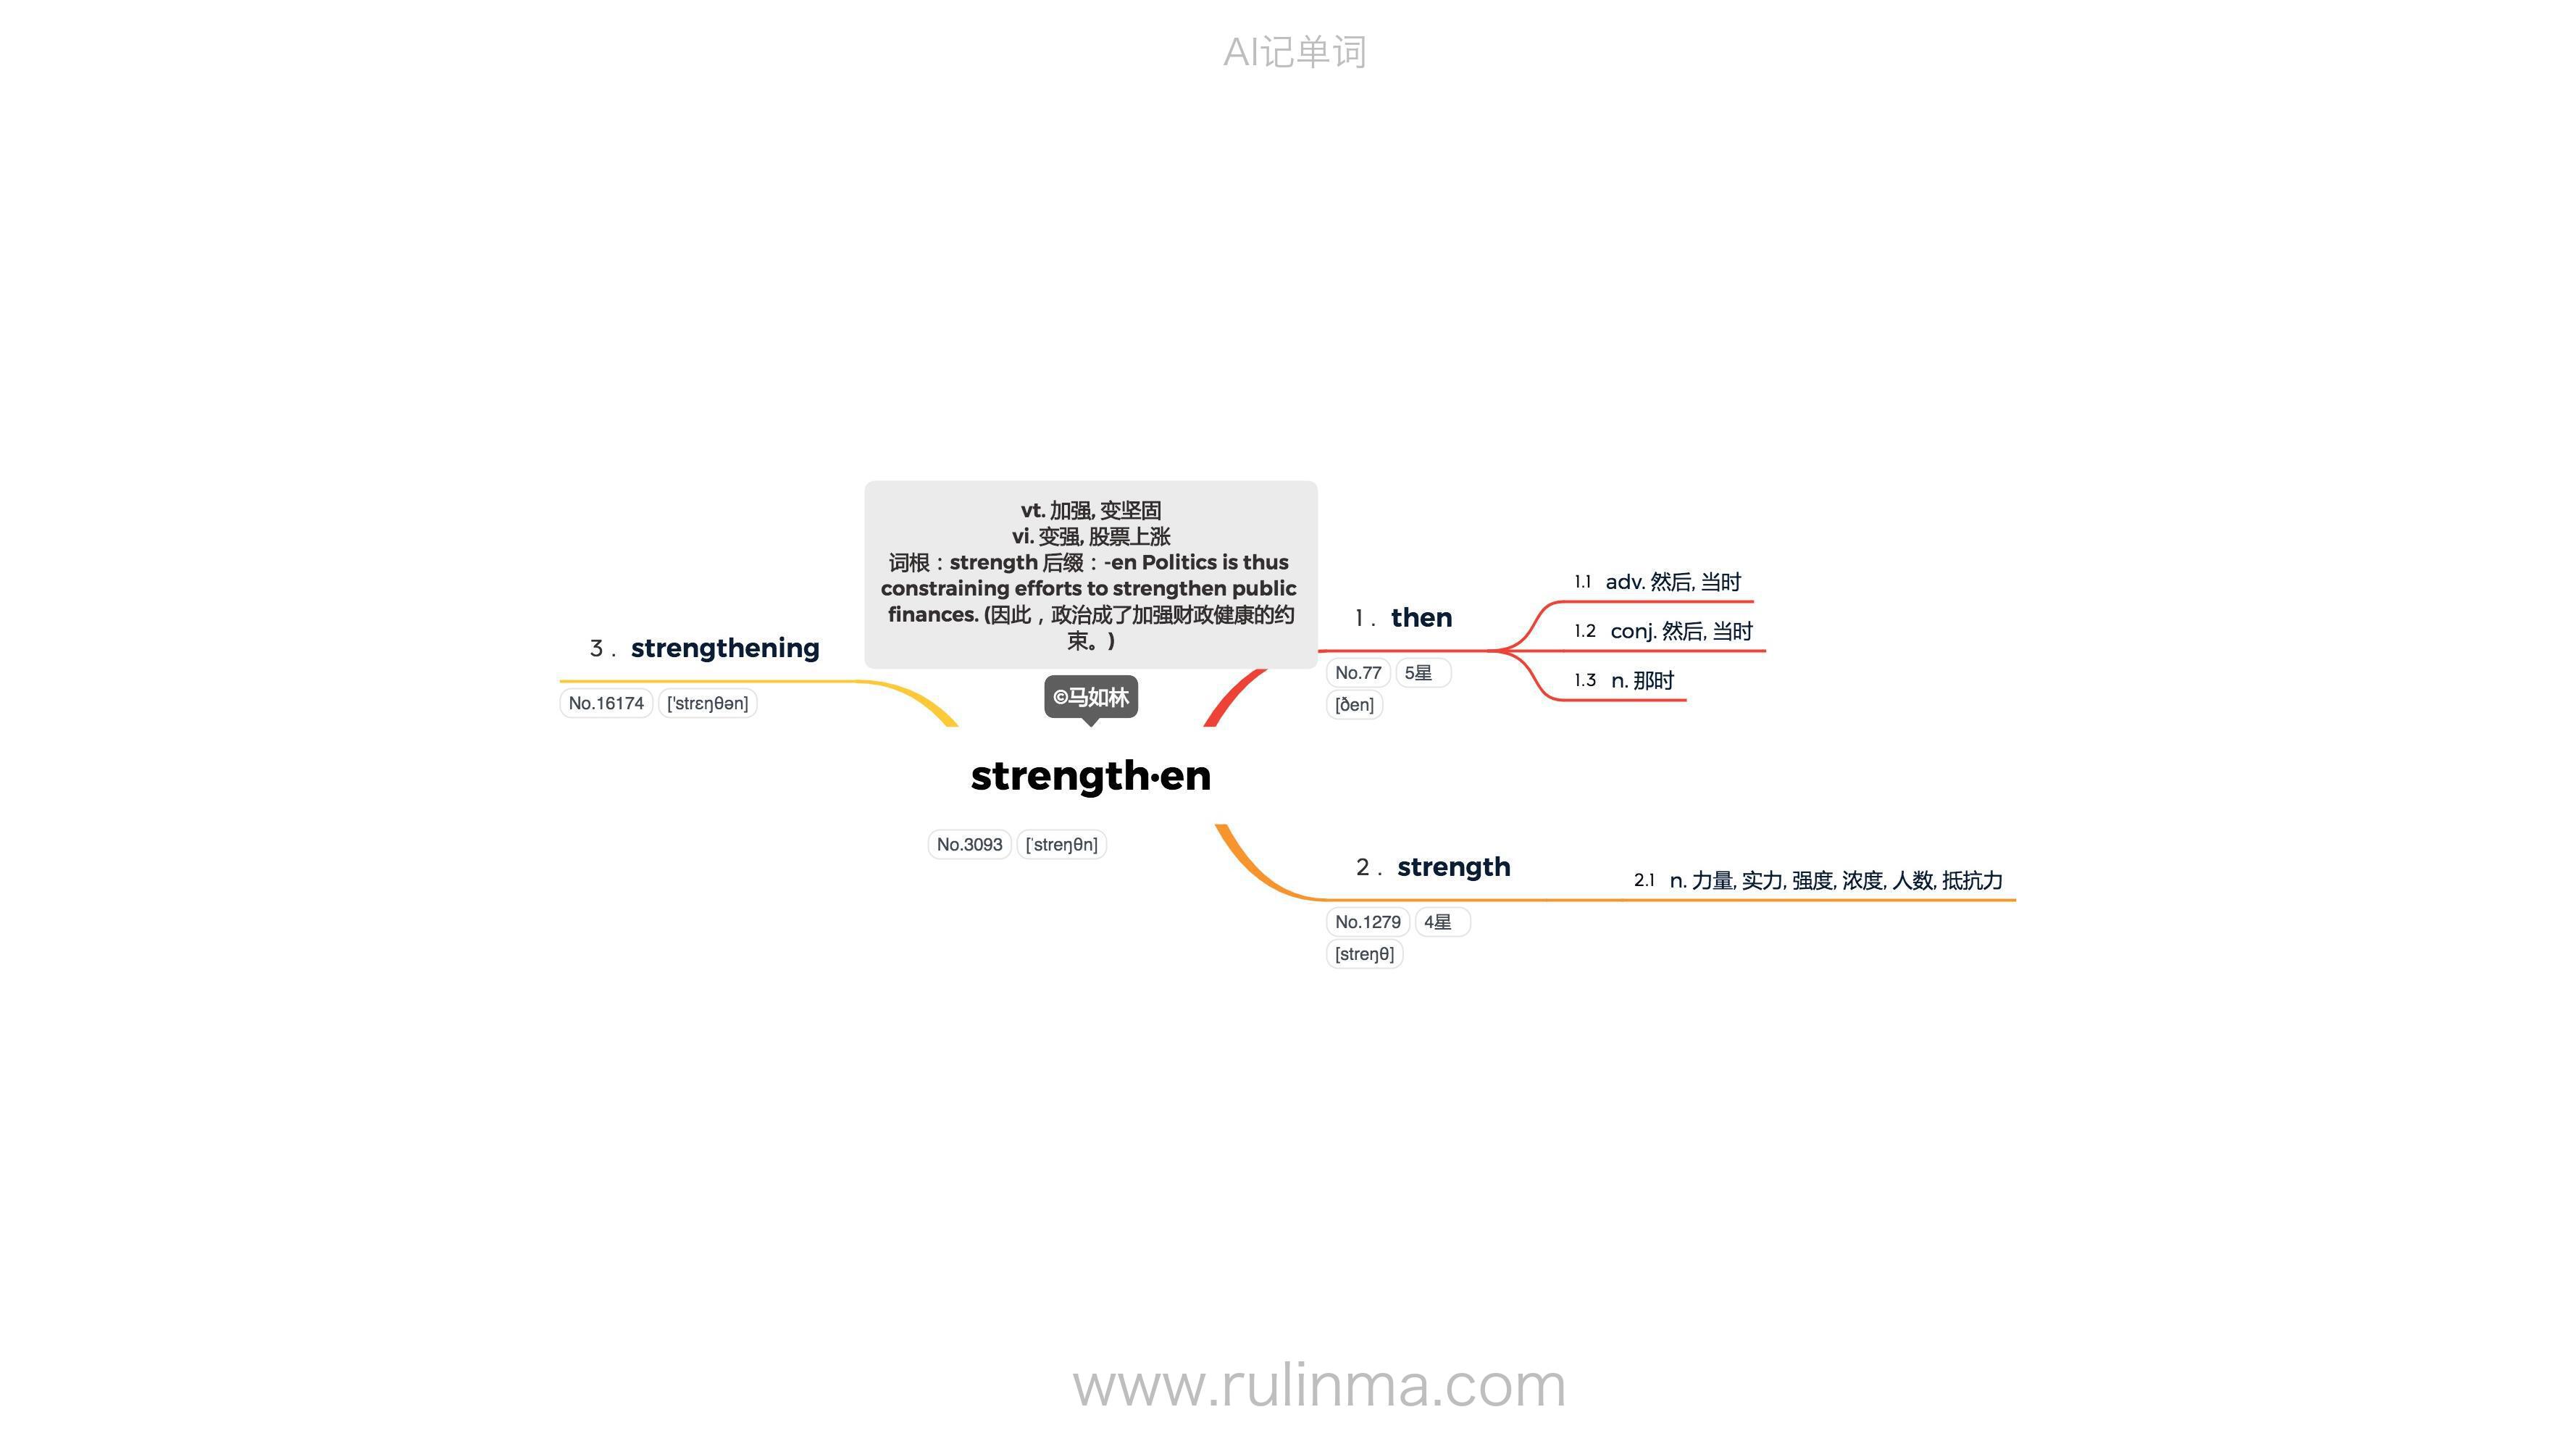 AI记单词
vt. 加强, 变坚固
vi. 变强, 股票上涨
词根：strength 后缀：-en Politics is thus
constraining efforts to strengthen public
finances. (因此，政治成了加强财政健康的约
束。)
©马如林
strength·en
No.3093 [ˈstreŋθn]
1. then
No.77 5星
[ðen]
1.1 adv. 然后, 当时
1.2 conj. 然后, 当时
1.3 n. 那时
2. strength
No.1279 4星
[streŋθ]
2.1 n. 力量, 实力, 强度, 浓度, 人数, 抵抗力
3. strengthening
No.16174 ['strɛŋθən]
www.rulinma.com